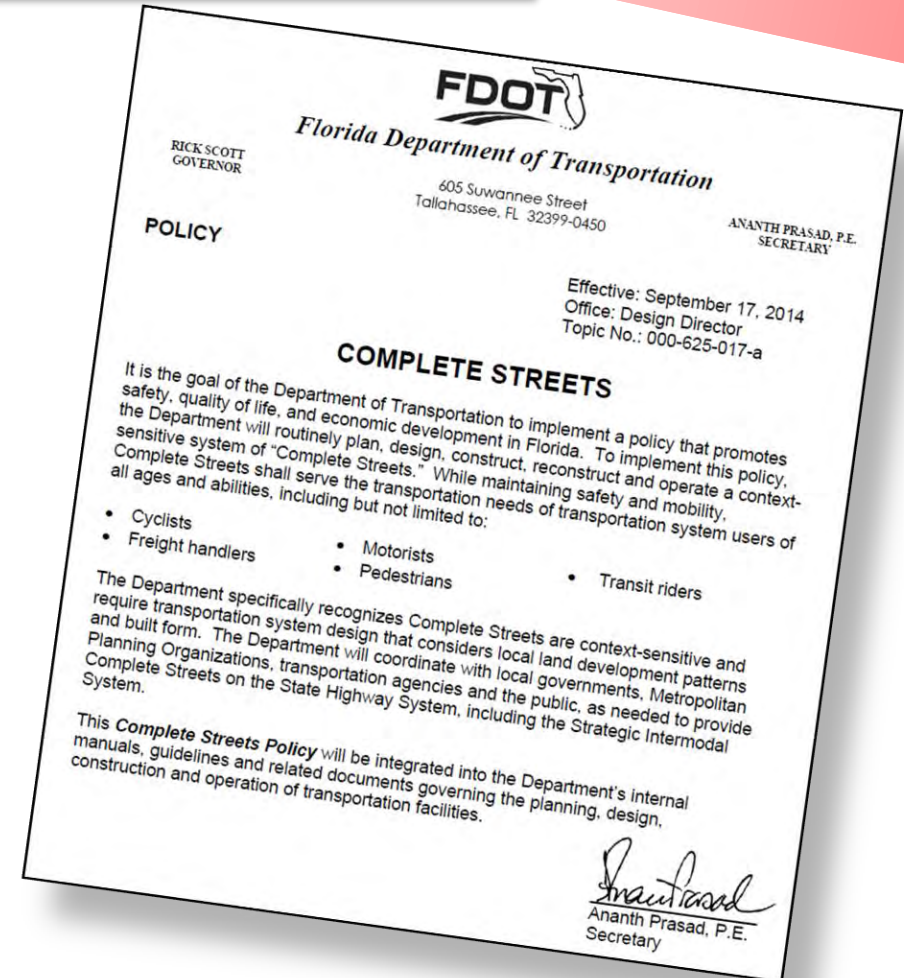 FDOT
Florida Department of Transportation
RICK SCOTT
GOVERNOR
605 Suwannee Street
Tallahassee, FL 32399-0450
ANANTH PRASAD, P.E.
SECRETARY
POLICY
Effective: September 17, 2014
Office: Design Director
Topic No.: 000-625-017-a
COMPLETE STREETS
It is the goal of the Department of Transportation to implement a policy that promotes
safety, quality of life, and economic development in Florida. To implement this policy,
the Department will routinely plan, design, construct, reconstruct and operate a context-
sensitive system of “Complete Streets.” While maintaining safety and mobility,
Complete Streets shall serve the transportation needs of transportation system users of
all ages and abilities, including but not limited to:
• Cyclists
• Freight handlers
• Motorists
• Pedestrians
• Transit riders
The Department specifically recognizes Complete Streets are context-sensitive and
require transportation system design that considers local land development patterns
and built form. The Department will coordinate with local governments, Metropolitan
Planning Organizations, transportation agencies and the public, as needed to provide
Complete Streets on the State Highway System, including the Strategic Intermodal
System.
This Complete Streets Policy will be integrated into the Department's internal
manuals, guidelines and related documents governing the planning, design,
construction and operation of transportation facilities.
Ananth Prasad, P.E.
Secretary